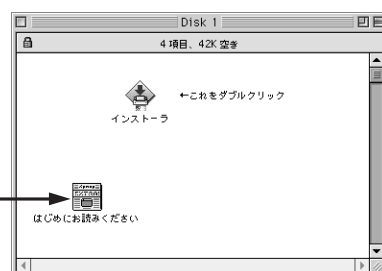 Disk 1
4 項目、42K 空き
←これをダブルクリック
インストーラ
はじめにお読みください